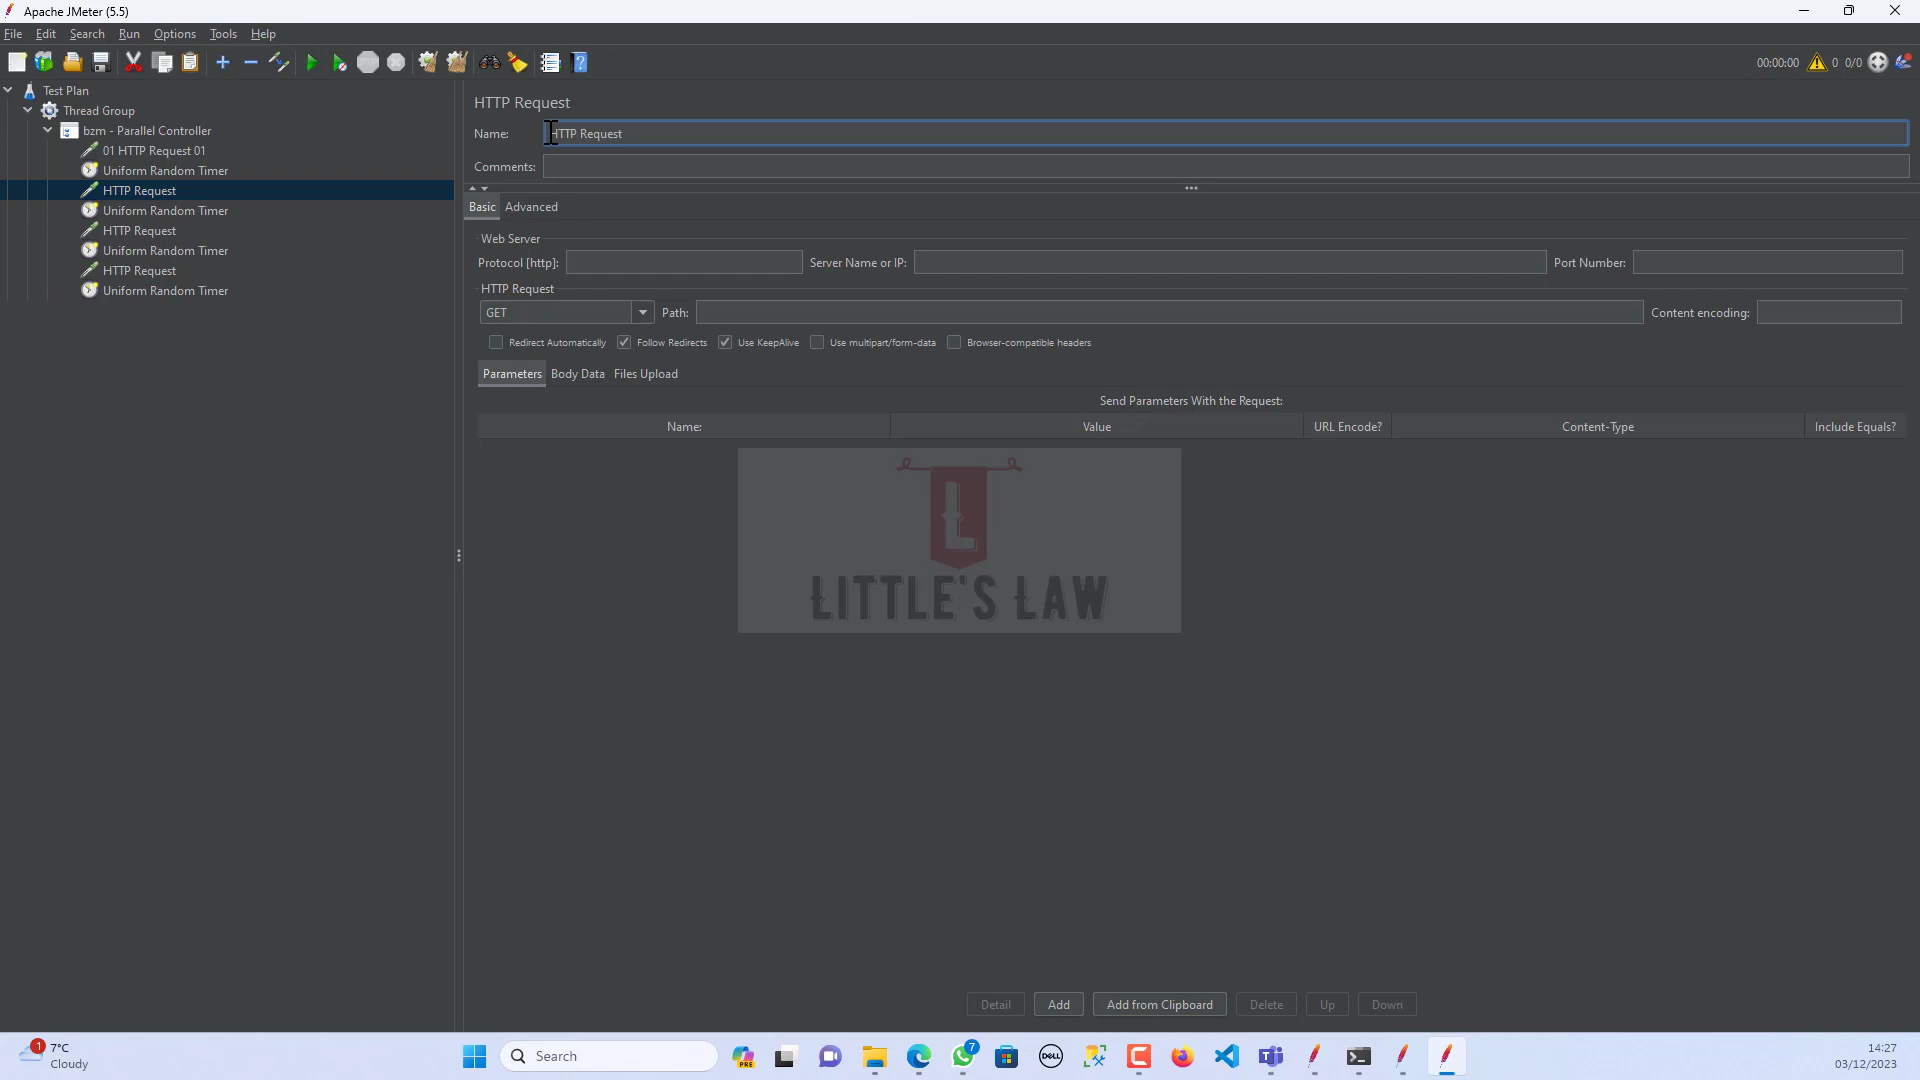 Apache JMeter (5.5)
File Edit Search Run Options Tools Help
00:00:00 0 0/0
Test Plan
Thread Group
bzm - Parallel Controller
01 HTTP Request 01
Uniform Random Timer
HTTP Request
Uniform Random Timer
HTTP Request
Uniform Random Timer
HTTP Request
Uniform Random Timer
HTTP Request
Name: HTTP Request
Comments:
Basic Advanced
Web Server
Protocol [http]: Server Name or IP: Port Number:
HTTP Request
GET Path: Content encoding:
Redirect Automatically Follow Redirects Use KeepAlive Use multipart/form-data Browser-compatible headers
Parameters Body Data Files Upload
Send Parameters With the Request:
Name: Value URL Encode? Content-Type Include Equals?
L
LITTLE'S LAW
Detail Add Add from Clipboard Delete Up Down
1 7°C
Cloudy
Search
PRE
7
DELL
14:27
03/12/2023